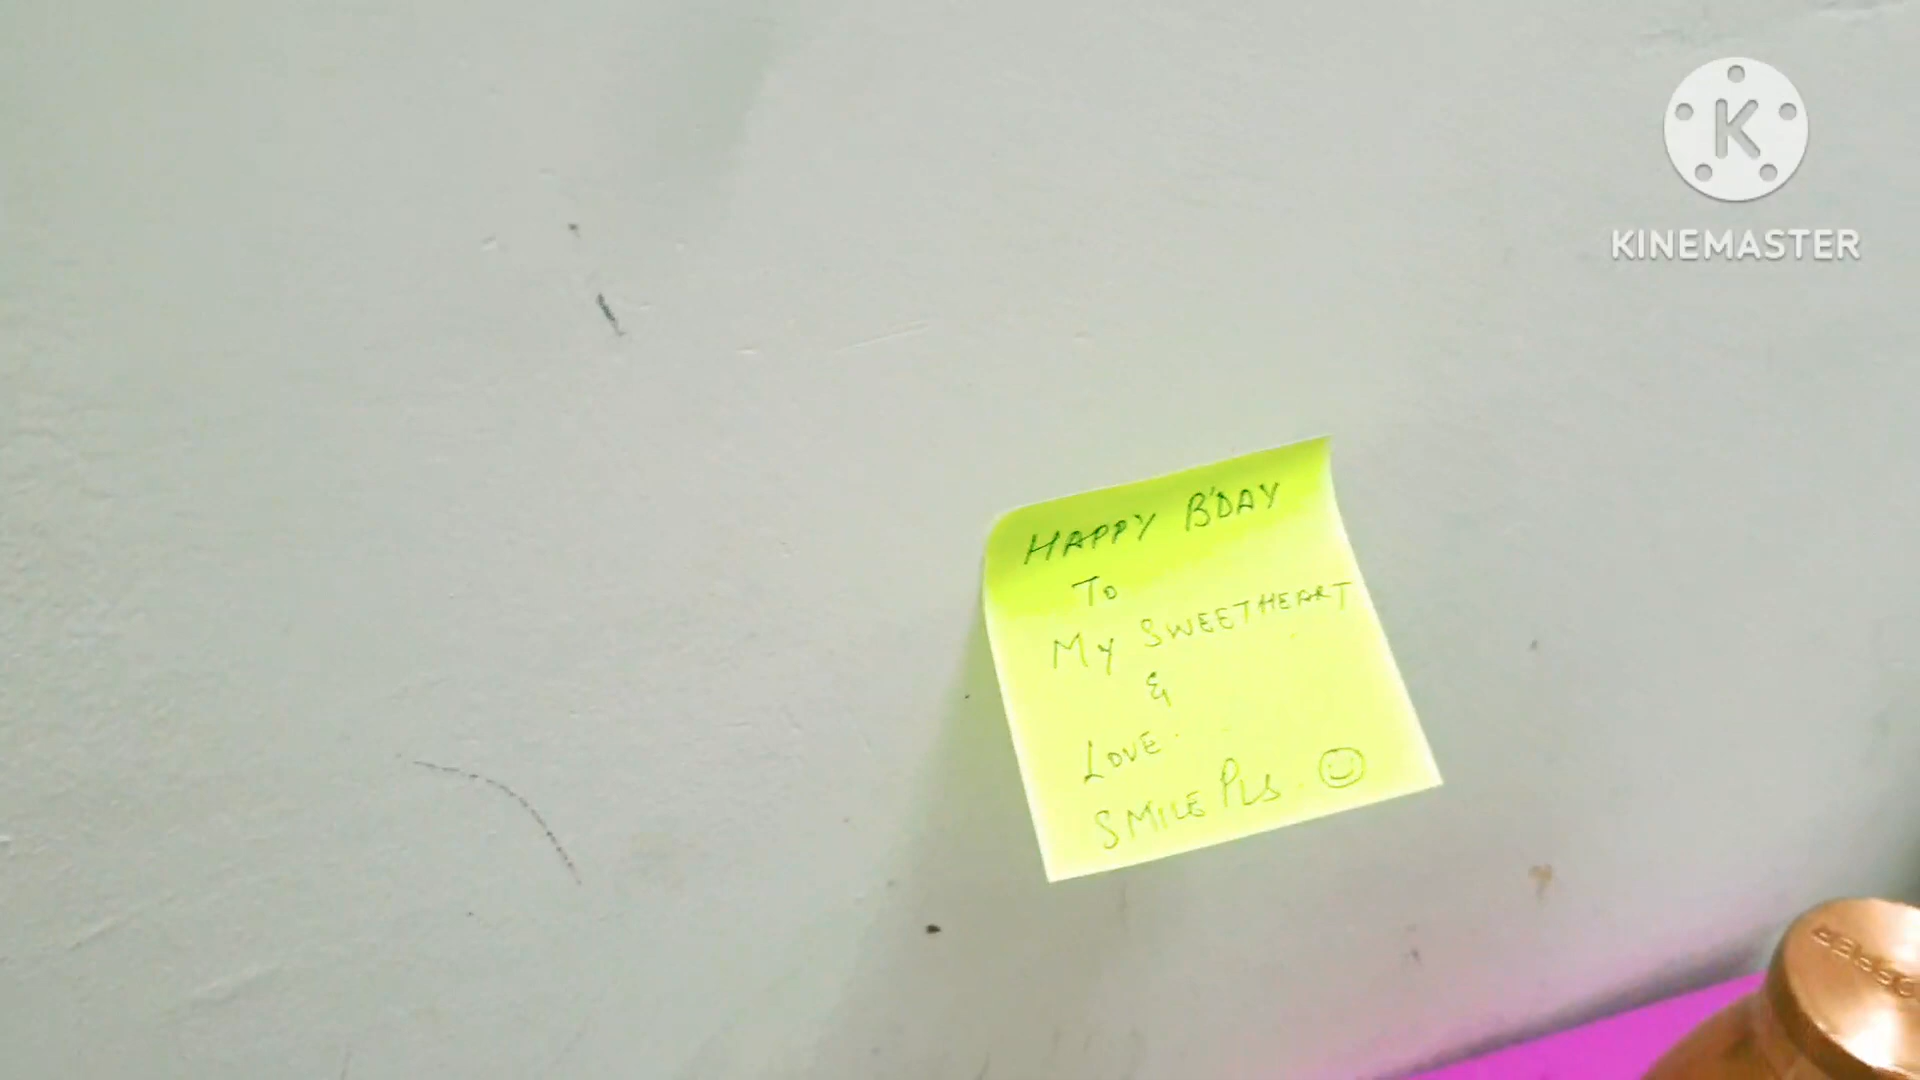 KINEMASTER
HAPPY B'DAY
To
My SWEETHEART
&
LOVE.
SMILE PLS. ☺